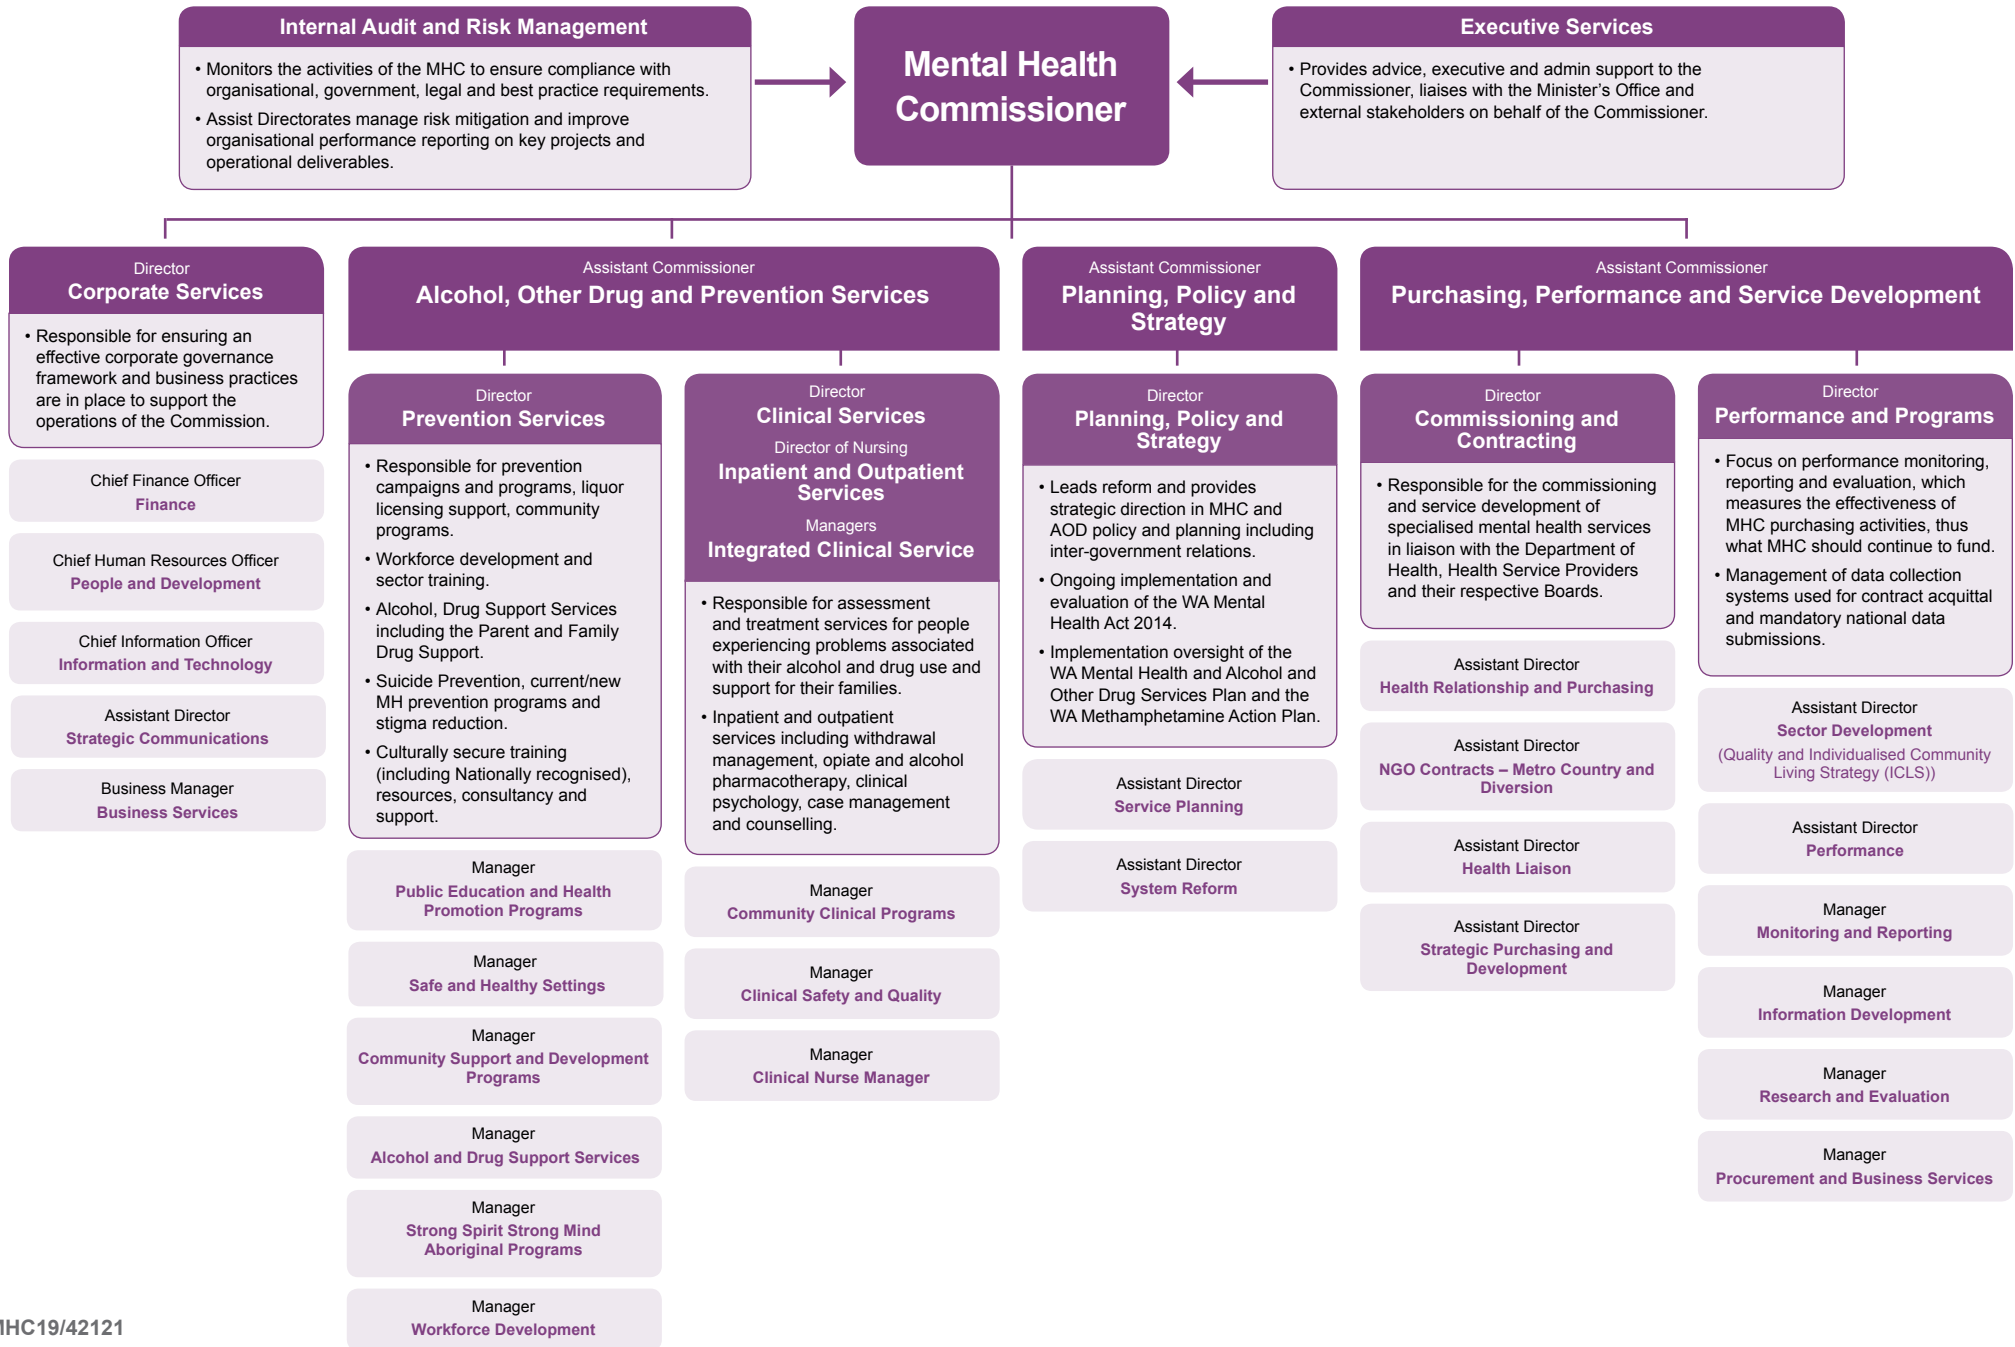 Internal Audit and Risk Management
• Monitors the activities of the MHC to ensure compliance with
organisational, government, legal and best practice requirements.
• Assist Directorates manage risk mitigation and improve
organisational performance reporting on key projects and
operational deliverables.
Mental Health
Commissioner
Executive Services
• Provides advice, executive and admin support to the
Commissioner, liaises with the Minister's Office and
external stakeholders on behalf of the Commissioner.
Director
Corporate Services
• Responsible for ensuring an
effective corporate governance
framework and business practices
are in place to support the
operations of the Commission.
Chief Finance Officer
Finance
Chief Human Resources Officer
People and Development
Chief Information Officer
Information and Technology
Assistant Director
Strategic Communications
Business Manager
Business Services
Assistant Commissioner
Alcohol, Other Drug and Prevention Services
Director
Prevention Services
• Responsible for prevention
campaigns and programs, liquor
licensing support, community
programs.
• Workforce development and
sector training.
• Alcohol, Drug Support Services
including the Parent and Family
Drug Support.
• Suicide Prevention, current/new
MH prevention programs and
stigma reduction.
• Culturally secure training
(including Nationally recognised),
resources, consultancy and
support.
Manager
Public Education and Health
Promotion Programs
Manager
Safe and Healthy Settings
Manager
Community Support and Development
Programs
Manager
Alcohol and Drug Support Services
Manager
Strong Spirit Strong Mind
Aboriginal Programs
Manager
Workforce Development
Director
Clinical Services
Director of Nursing
Inpatient and Outpatient
Services
Managers
Integrated Clinical Service
• Responsible for assessment
and treatment services for people
experiencing problems associated
with their alcohol and drug use and
support for their families.
• Inpatient and outpatient
services including withdrawal
management, opiate and alcohol
pharmacotherapy, clinical
psychology, case management
and counselling.
Manager
Community Clinical Programs
Manager
Clinical Safety and Quality
Manager
Clinical Nurse Manager
Assistant Commissioner
Planning, Policy and
Strategy
Director
Planning, Policy and
Strategy
• Leads reform and provides
strategic direction in MHC and
AOD policy and planning including
inter-government relations.
• Ongoing implementation and
evaluation of the WA Mental
Health Act 2014.
• Implementation oversight of the
WA Mental Health and Alcohol and
Other Drug Services Plan and the
WA Methamphetamine Action Plan.
Assistant Director
Service Planning
Assistant Director
System Reform
Assistant Commissioner
Purchasing, Performance and Service Development
Director
Commissioning and
Contracting
• Responsible for the commissioning
and service development of
specialised mental health services
in liaison with the Department of
Health, Health Service Providers
and their respective Boards.
Assistant Director
Health Relationship and Purchasing
Assistant Director
NGO Contracts – Metro Country and
Diversion
Assistant Director
Health Liaison
Assistant Director
Strategic Purchasing and
Development
Director
Performance and Programs
• Focus on performance monitoring,
reporting and evaluation, which
measures the effectiveness of
MHC purchasing activities, thus
what MHC should continue to fund.
• Management of data collection
systems used for contract acquittal
and mandatory national data
submissions.
Assistant Director
Sector Development
(Quality and Individualised Community
Living Strategy (ICLS))
Assistant Director
Performance
Manager
Monitoring and Reporting
Manager
Information Development
Manager
Research and Evaluation
Manager
Procurement and Business Services
MHC19/42121